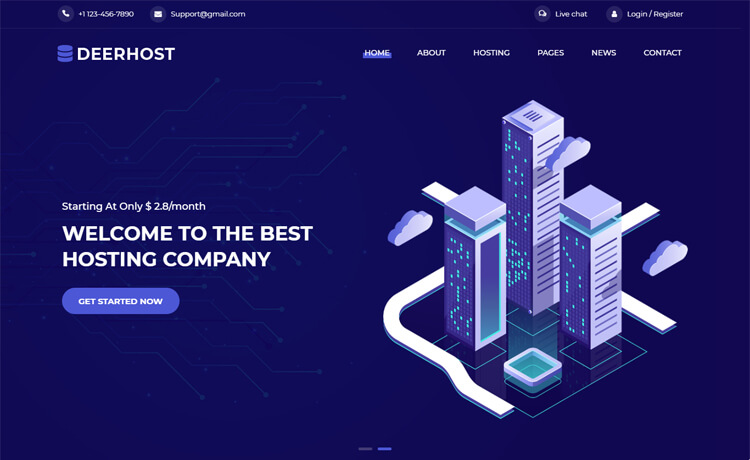 +1 123-456-7890 Support@gmail.com Live chat Login / Register
DEERHOST HOME ABOUT HOSTING PAGES NEWS CONTACT
Starting At Only $ 2.8/month
WELCOME TO THE BEST
HOSTING COMPANY
GET STARTED NOW